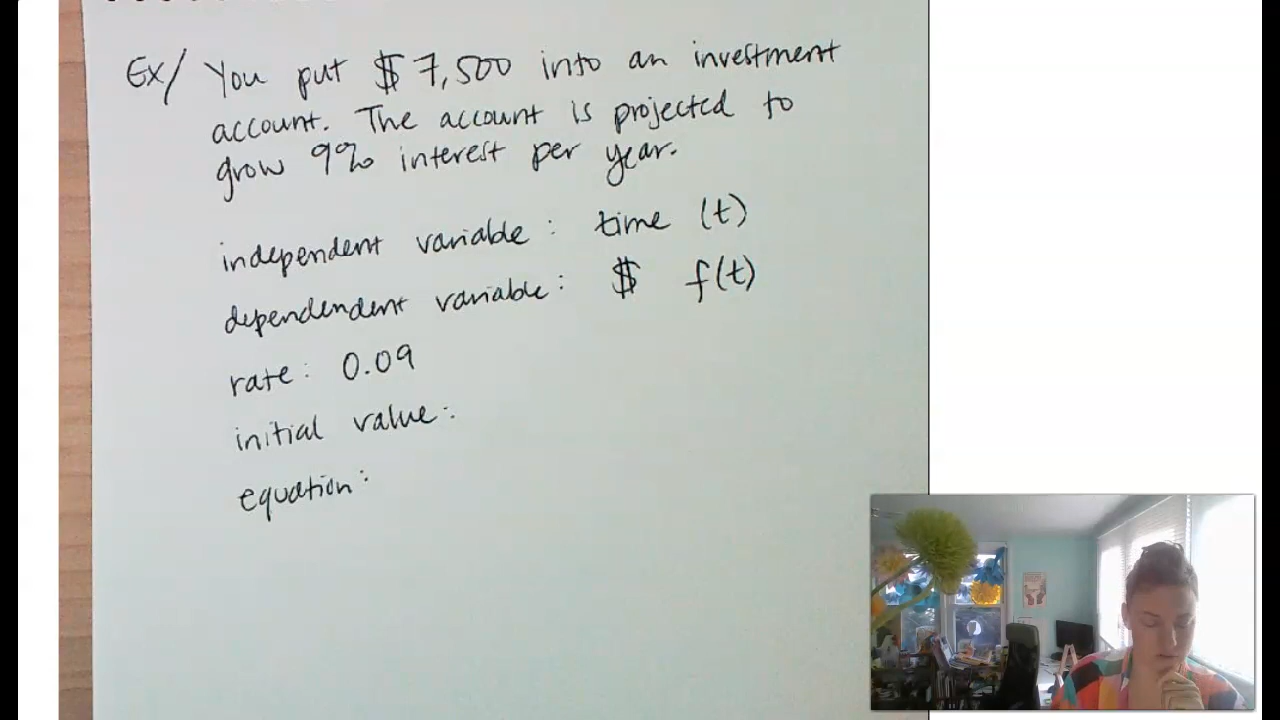 Ex/ You put $7,500 into an investment
account. The account is projected to
grow 9% interest per year.
independent variable: time (t)
dependendent variable: $ f(t)
rate: 0.09
initial value:
equation: